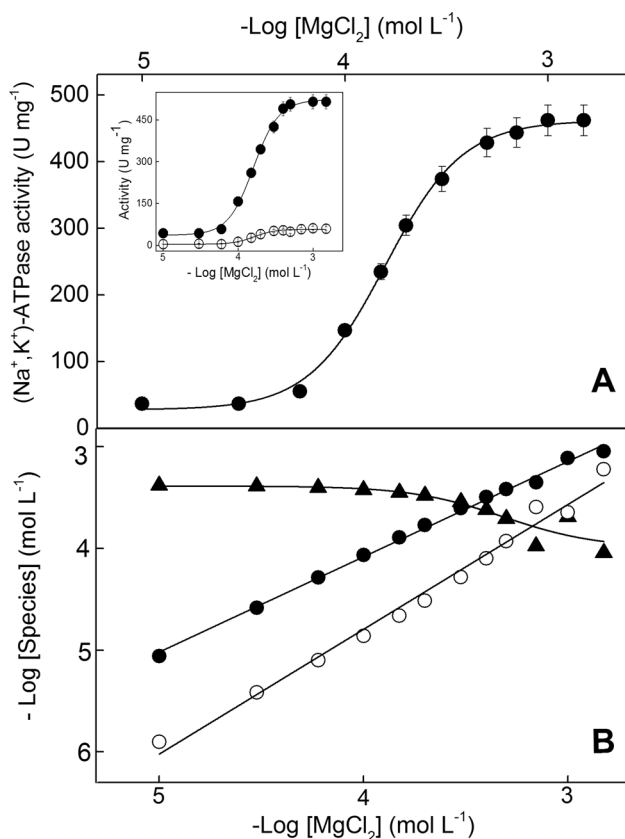 -Log [MgCl₂] (mol L⁻¹)
5 4 3
(Na⁺,K⁺)-ATPase activity (U mg⁻¹)
500
400
300
200
100
0
Activity (U mg⁻¹)
450
300
150
0
5 4 3
- Log [MgCl₂] (mol L⁻¹)
A
- Log [Species] (mol L⁻¹)
3
4
5
6
B
5 4 3
-Log [MgCl₂] (mol L⁻¹)